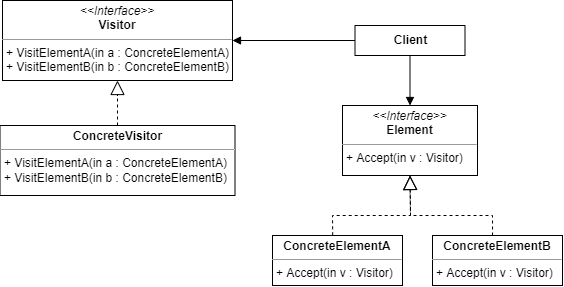 <<Interface>>
Visitor
+ VisitElementA(in a : ConcreteElementA)
+ VisitElementB(in b : ConcreteElementB)
Client
<<Interface>>
Element
+ Accept(in v : Visitor)
ConcreteVisitor
+ VisitElementA(in a : ConcreteElementA)
+ VisitElementB(in b : ConcreteElementB)
ConcreteElementA
+ Accept(in v : Visitor)
ConcreteElementB
+ Accept(in v : Visitor)